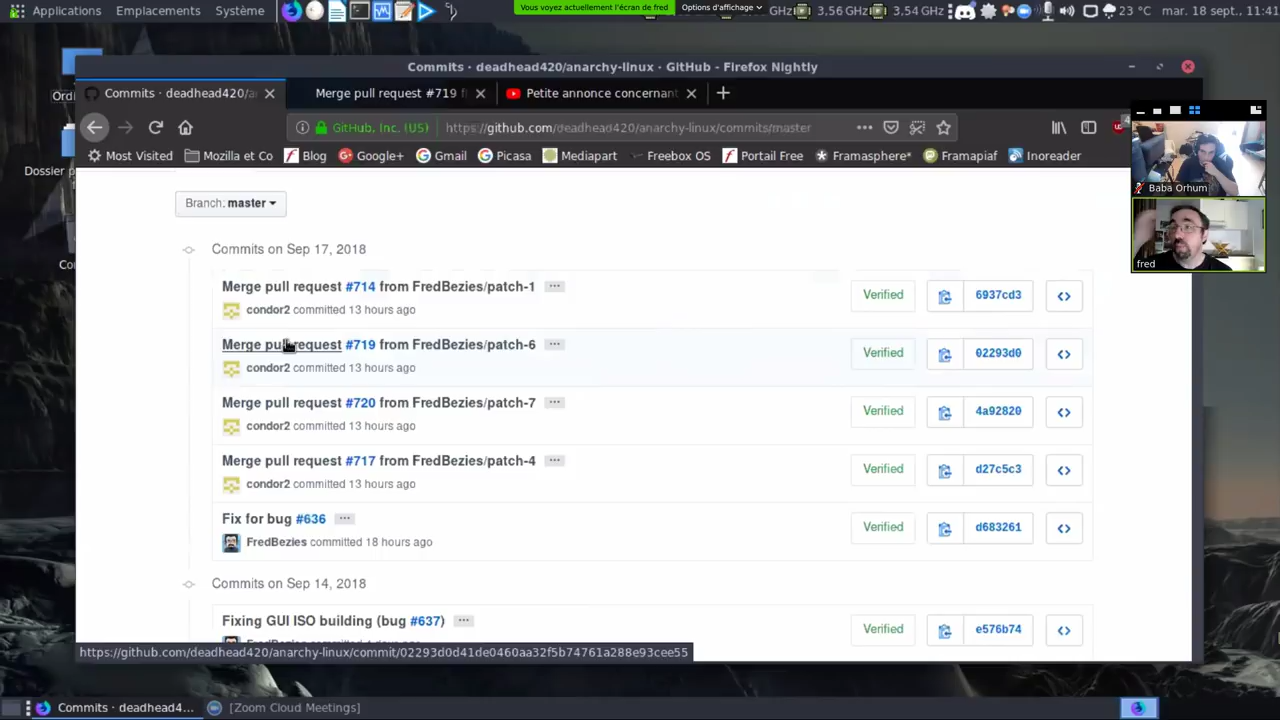 Applications Emplacements Système
Vous voyez actuellement l'écran de fred
Options d'affichage
GHz 3,56 GHz 3,54 GHz
23 °C mar. 18 sept., 11:41
Commits · deadhead420/anarchy-linux · GitHub - Firefox Nightly
Commits · deadhead420/a
Merge pull request #719 f
Petite annonce concernant
GitHub, Inc. (US)
https://github.com/deadhead420/anarchy-linux/commits/master
Most Visited Mozilla et Co Blog Google+ Gmail Picasa Mediapart Freebox OS Portail Free Framasphere* Framapiaf Inoreader
Baba Orhum
fred
Branch: master
Commits on Sep 17, 2018
Merge pull request #714 from FredBezies/patch-1
condor2 committed 13 hours ago
Verified 6937cd3
Merge pull request #719 from FredBezies/patch-6
condor2 committed 13 hours ago
Verified 02293d0
Merge pull request #720 from FredBezies/patch-7
condor2 committed 13 hours ago
Verified 4a92820
Merge pull request #717 from FredBezies/patch-4
condor2 committed 13 hours ago
Verified d27c5c3
Fix for bug #636
FredBezies committed 18 hours ago
Verified d683261
Commits on Sep 14, 2018
Fixing GUI ISO building (bug #637)
Verified e576b74
https://github.com/deadhead420/anarchy-linux/commit/02293d0d41de0460aa32f5b74761a288e93cee55
Commits · deadhead4...
[Zoom Cloud Meetings]